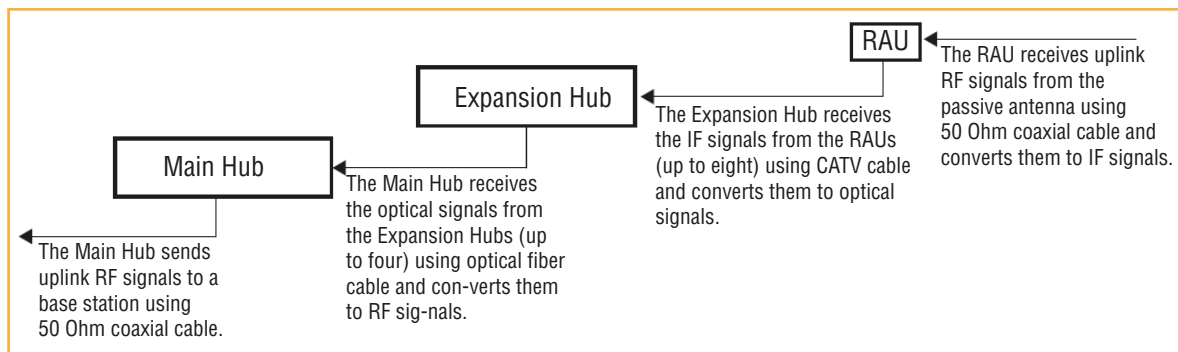 RAU
The RAU receives uplink
RF signals from the
passive antenna using
50 Ohm coaxial cable and
converts them to IF signals.
Expansion Hub
The Expansion Hub receives
the IF signals from the RAUs
(up to eight) using CATV cable
and converts them to optical
signals.
Main Hub
The Main Hub receives
the optical signals from
the Expansion Hubs (up
to four) using optical fiber
cable and con-verts them
to RF sig-nals.
The Main Hub sends
uplink RF signals to a
base station using
50 Ohm coaxial cable.